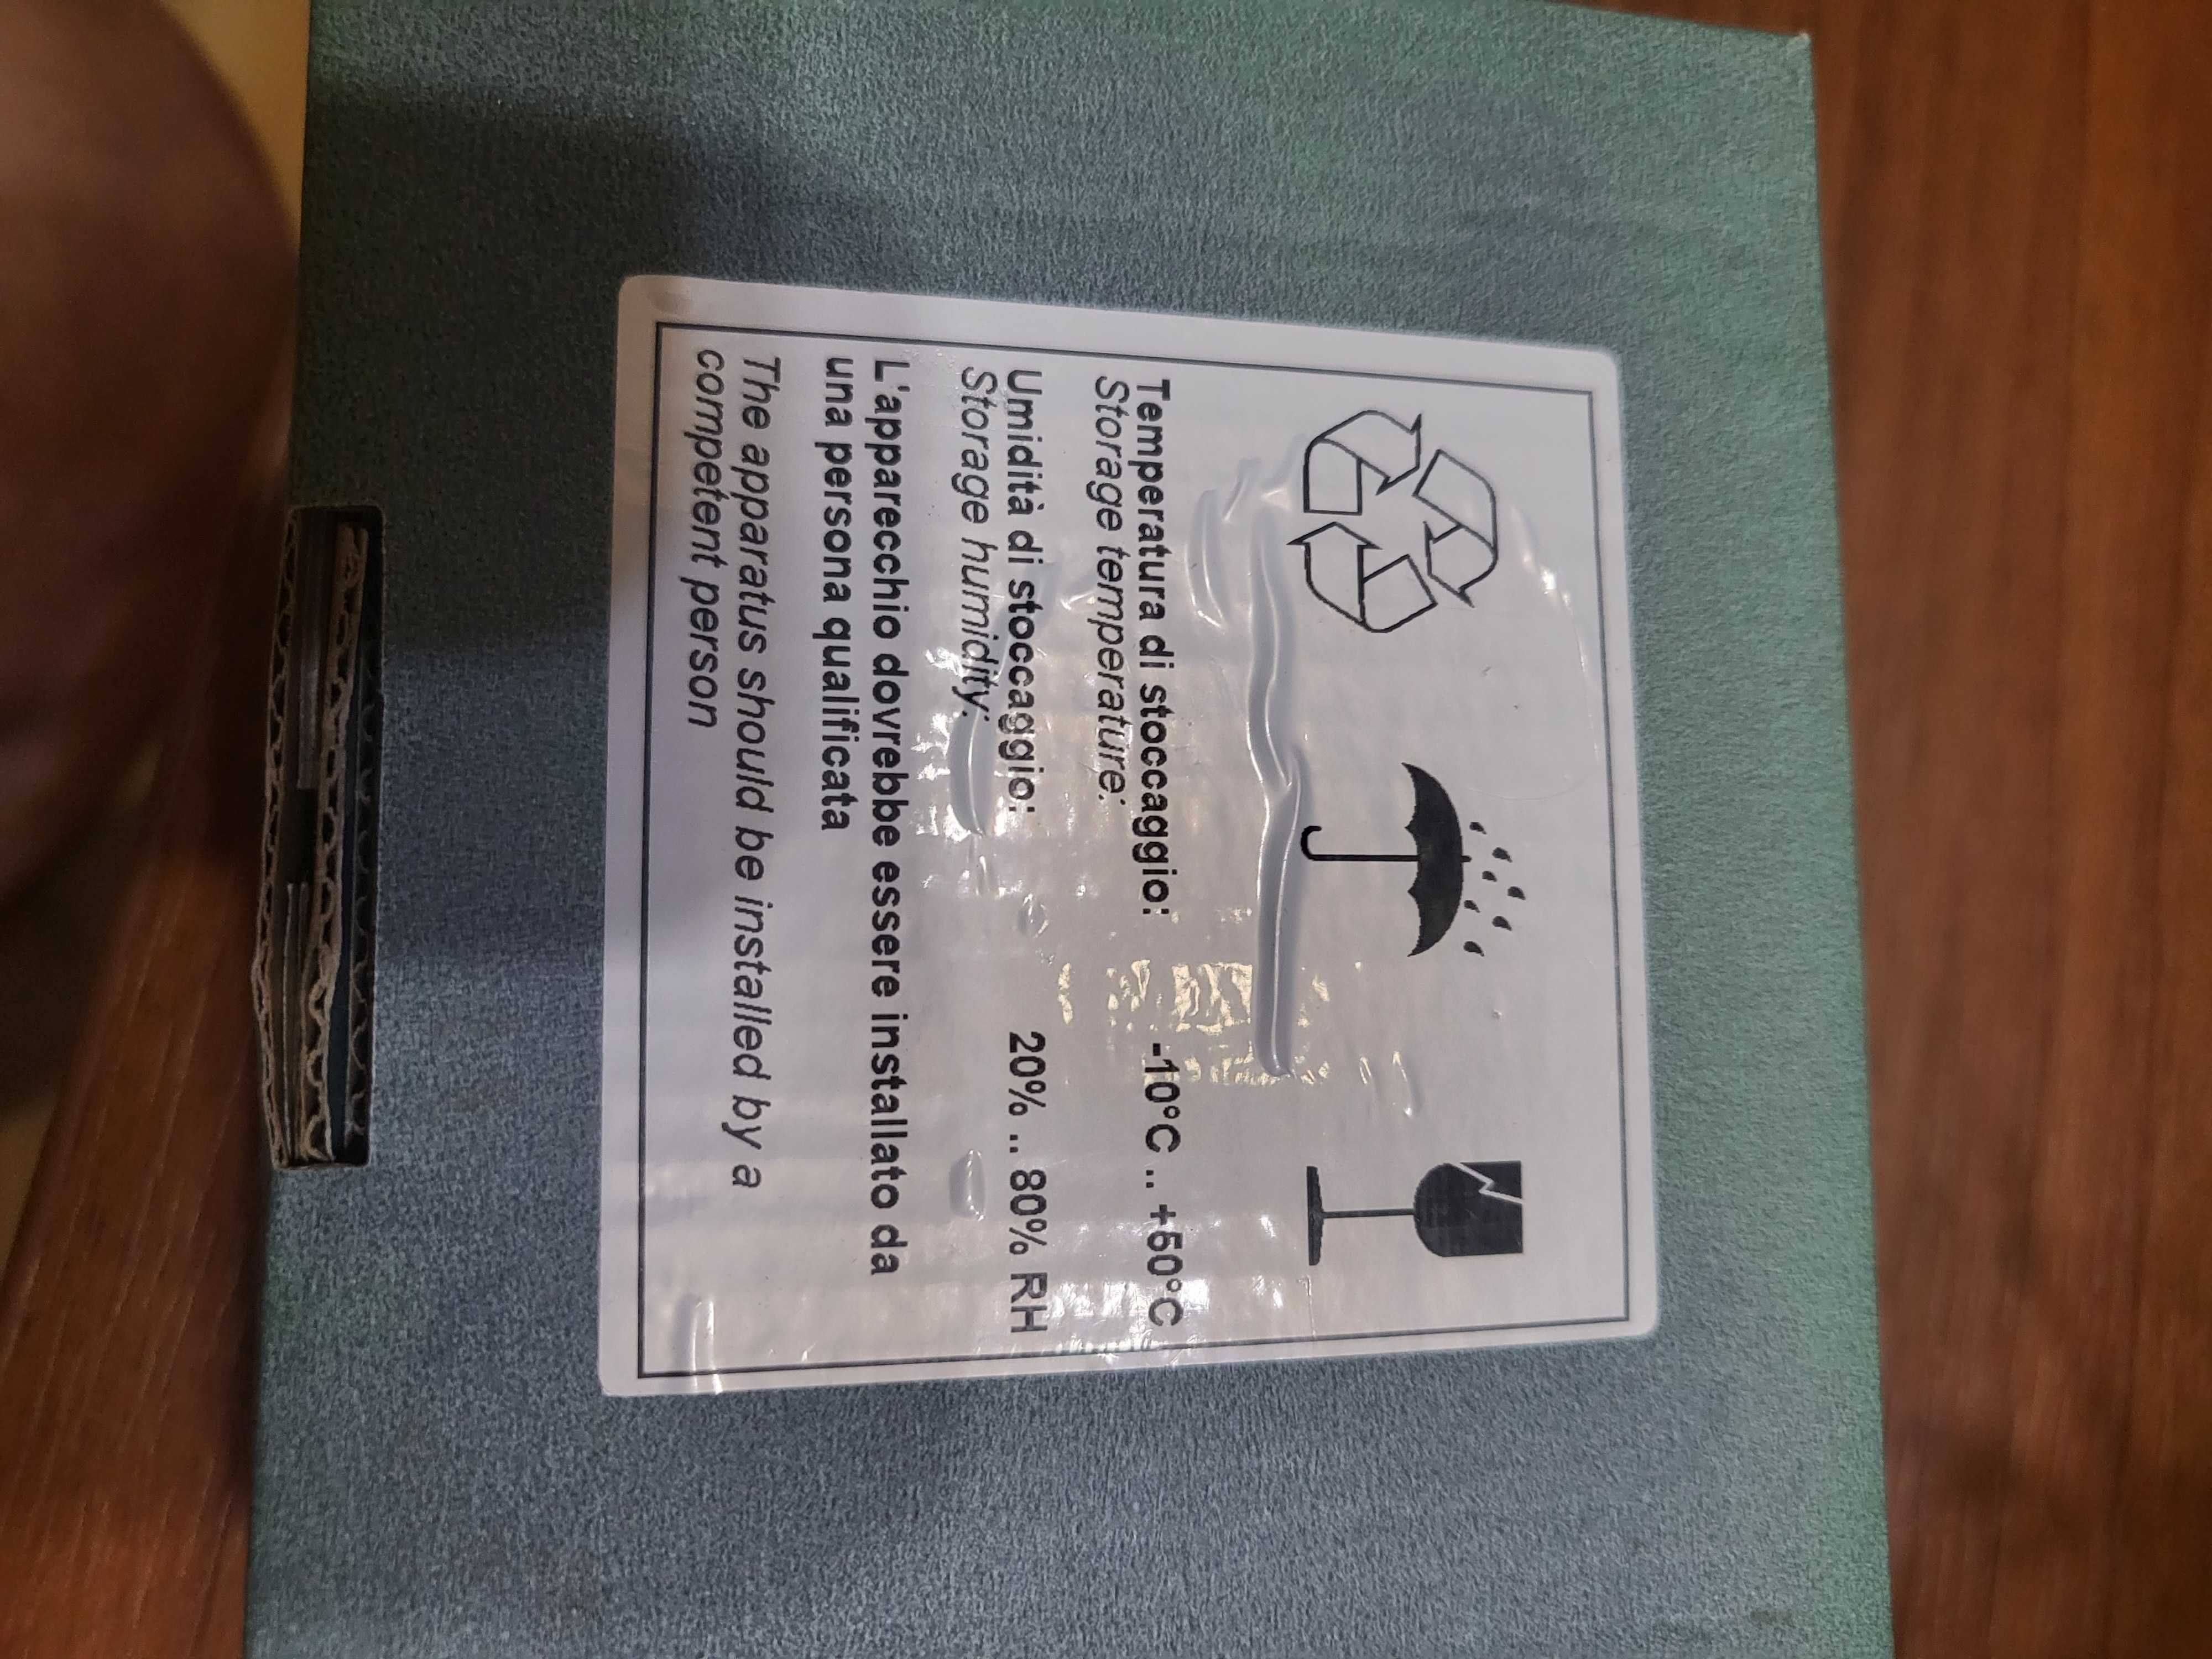 Temperatura di stoccaggio: -10°C .. +50°C
Storage temperature:
Umidità di stoccaggio: 20% .. 80% RH
Storage humidity:
L'apparecchio dovrebbe essere installato da
una persona qualificata
The apparatus should be installed by a
competent person